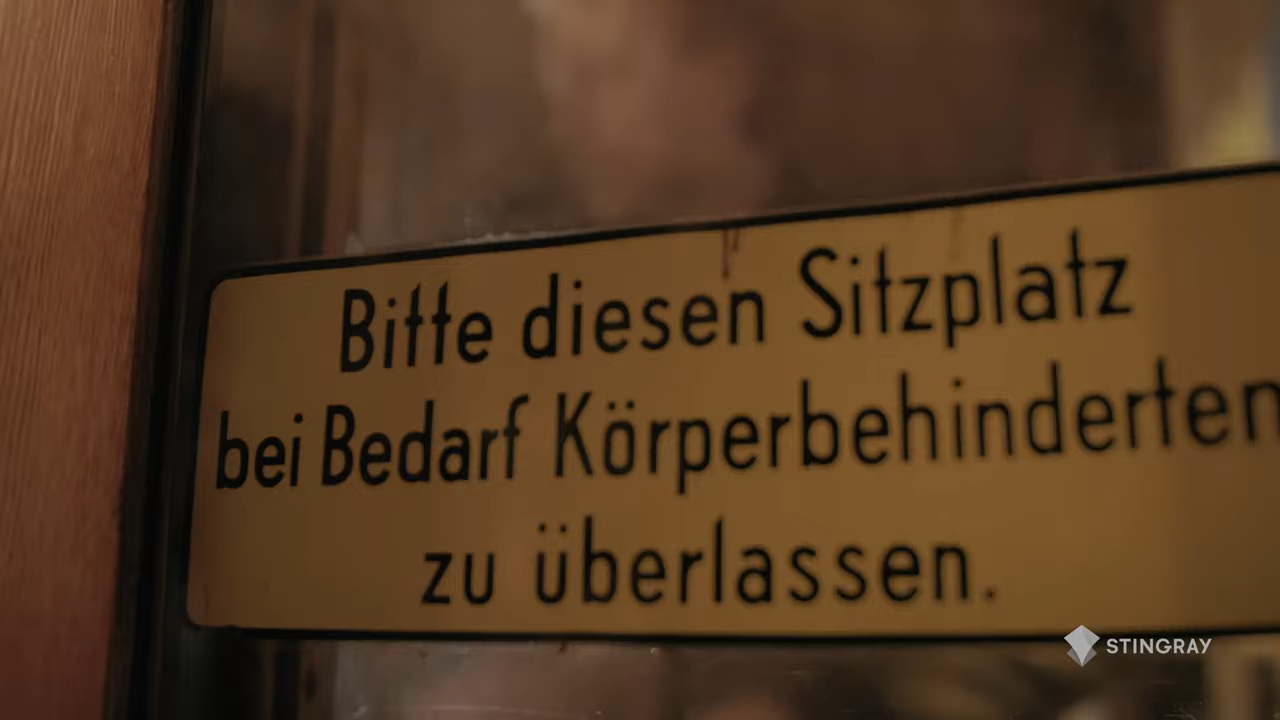 Bitte diesen Sitzplatz
bei Bedarf Körperbehinderten
zu überlassen.
STINGRAY